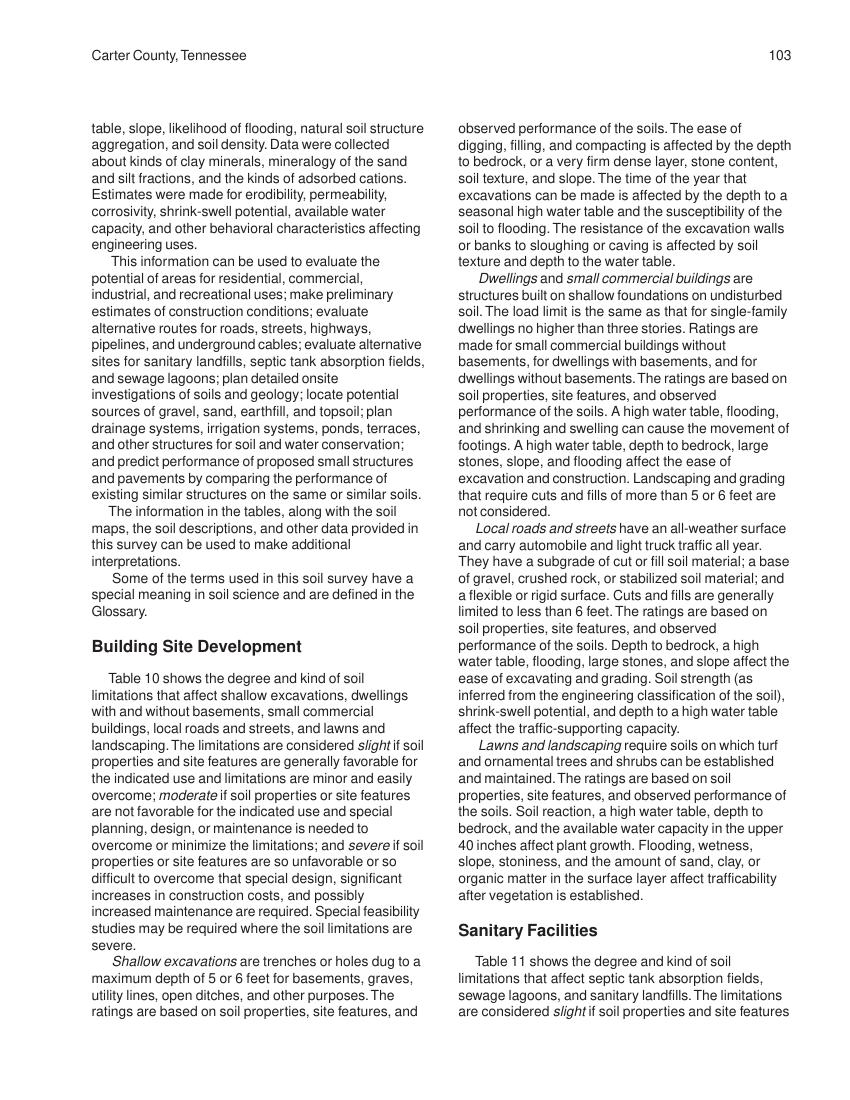 Carter County, Tennessee
103
table, slope, likelihood of flooding, natural soil structure
aggregation, and soil density. Data were collected
about kinds of clay minerals, mineralogy of the sand
and silt fractions, and the kinds of adsorbed cations.
Estimates were made for erodibility, permeability,
corrosivity, shrink-swell potential, available water
capacity, and other behavioral characteristics affecting
engineering uses.
This information can be used to evaluate the
potential of areas for residential, commercial,
industrial, and recreational uses; make preliminary
estimates of construction conditions; evaluate
alternative routes for roads, streets, highways,
pipelines, and underground cables; evaluate alternative
sites for sanitary landfills, septic tank absorption fields,
and sewage lagoons; plan detailed onsite
investigations of soils and geology; locate potential
sources of gravel, sand, earthfill, and topsoil; plan
drainage systems, irrigation systems, ponds, terraces,
and other structures for soil and water conservation;
and predict performance of proposed small structures
and pavements by comparing the performance of
existing similar structures on the same or similar soils.
The information in the tables, along with the soil
maps, the soil descriptions, and other data provided in
this survey can be used to make additional
interpretations.
Some of the terms used in this soil survey have a
special meaning in soil science and are defined in the
Glossary.
Building Site Development
Table 10 shows the degree and kind of soil
limitations that affect shallow excavations, dwellings
with and without basements, small commercial
buildings, local roads and streets, and lawns and
landscaping. The limitations are considered slight if soil
properties and site features are generally favorable for
the indicated use and limitations are minor and easily
overcome; moderate if soil properties or site features
are not favorable for the indicated use and special
planning, design, or maintenance is needed to
overcome or minimize the limitations; and severe if soil
properties or site features are so unfavorable or so
difficult to overcome that special design, significant
increases in construction costs, and possibly
increased maintenance are required. Special feasibility
studies may be required where the soil limitations are
severe.
Shallow excavations are trenches or holes dug to a
maximum depth of 5 or 6 feet for basements, graves,
utility lines, open ditches, and other purposes. The
ratings are based on soil properties, site features, and
observed performance of the soils. The ease of
digging, filling, and compacting is affected by the depth
to bedrock, or a very firm dense layer, stone content,
soil texture, and slope. The time of the year that
excavations can be made is affected by the depth to a
seasonal high water table and the susceptibility of the
soil to flooding. The resistance of the excavation walls
or banks to sloughing or caving is affected by soil
texture and depth to the water table.
Dwellings and small commercial buildings are
structures built on shallow foundations on undisturbed
soil. The load limit is the same as that for single-family
dwellings no higher than three stories. Ratings are
made for small commercial buildings without
basements, for dwellings with basements, and for
dwellings without basements. The ratings are based on
soil properties, site features, and observed
performance of the soils. A high water table, flooding,
and shrinking and swelling can cause the movement of
footings. A high water table, depth to bedrock, large
stones, slope, and flooding affect the ease of
excavation and construction. Landscaping and grading
that require cuts and fills of more than 5 or 6 feet are
not considered.
Local roads and streets have an all-weather surface
and carry automobile and light truck traffic all year.
They have a subgrade of cut or fill soil material; a base
of gravel, crushed rock, or stabilized soil material; and
a flexible or rigid surface. Cuts and fills are generally
limited to less than 6 feet. The ratings are based on
soil properties, site features, and observed
performance of the soils. Depth to bedrock, a high
water table, flooding, large stones, and slope affect the
ease of excavating and grading. Soil strength (as
inferred from the engineering classification of the soil),
shrink-swell potential, and depth to a high water table
affect the traffic-supporting capacity.
Lawns and landscaping require soils on which turf
and ornamental trees and shrubs can be established
and maintained. The ratings are based on soil
properties, site features, and observed performance of
the soils. Soil reaction, a high water table, depth to
bedrock, and the available water capacity in the upper
40 inches affect plant growth. Flooding, wetness,
slope, stoniness, and the amount of sand, clay, or
organic matter in the surface layer affect trafficability
after vegetation is established.
Sanitary Facilities
Table 11 shows the degree and kind of soil
limitations that affect septic tank absorption fields,
sewage lagoons, and sanitary landfills. The limitations
are considered slight if soil properties and site features